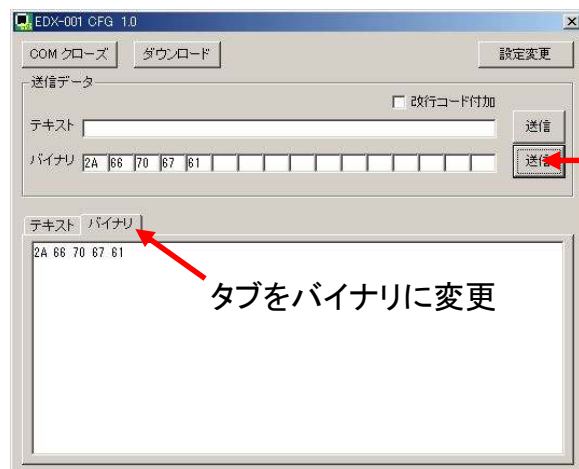 EDX-001 CFG 1.0
COM クローズ ダウンロード 設定変更
送信データ
改行コード付加
テキスト 送信
バイナリ 2A 66 70 67 61 送信
テキスト バイナリ
2A 66 70 67 61
タブをバイナリに変更